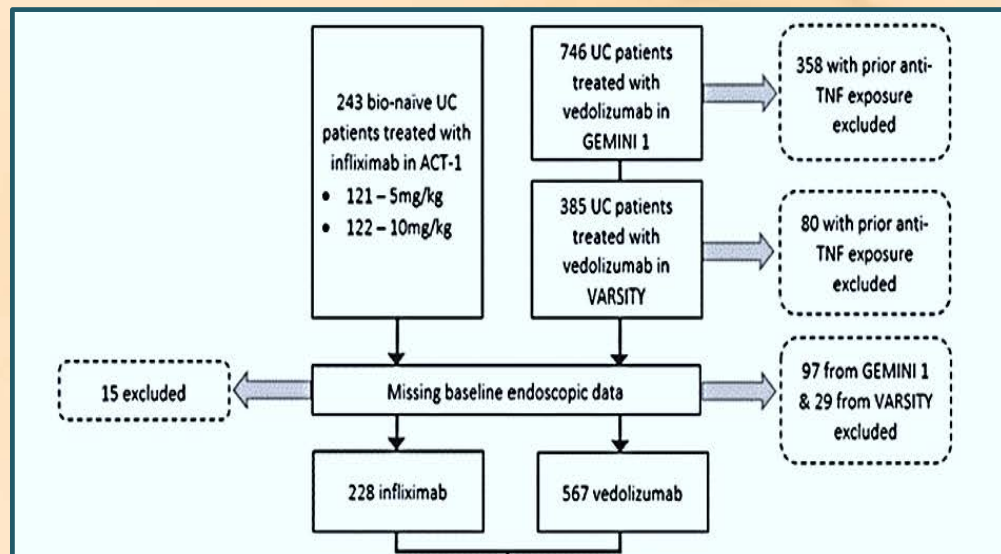 243 bio-naïve UC
patients treated with
infliximab in ACT-1
• 121 – 5mg/kg
• 122 – 10mg/kg
746 UC patients
treated with
vedolizumab in
GEMINI 1
358 with prior anti-
TNF exposure
excluded
385 UC patients
treated with
vedolizumab in
VARSITY
80 with prior anti-
TNF exposure
excluded
15 excluded
Missing baseline endoscopic data
97 from GEMINI 1
& 29 from VARSITY
excluded
228 infliximab
567 vedolizumab